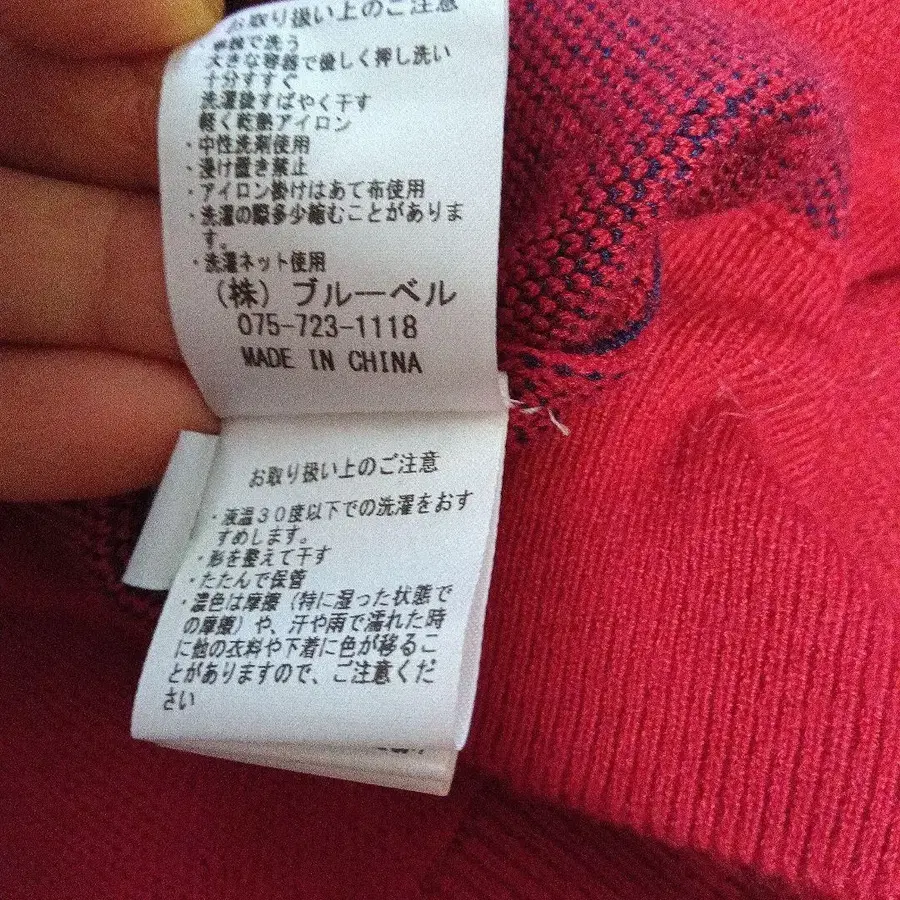 お取り扱い上のご注意
単独で洗う
大きな容器で優しく押し洗い
十分すすぐ
洗濯後すばやく干す
軽く乾熱アイロン
・中性洗剤使用
・浸け置き禁止
・アイロン掛けはあて布使用
・洗濯の際多少縮むことがありま
す。
・洗濯ネット使用
（株）ブルーベル
075-723-1118
MADE IN CHINA
お取り扱い上のご注意
・液温３０度以下での洗濯をおす
すめします。
・形を整えて干す
・たたんで保管
・濃色は摩擦（特に湿った状態で
の摩擦）や、汗や雨で濡れた時
に他の衣料や下着に色が移るこ
とがありますので、ご注意くだ
さい